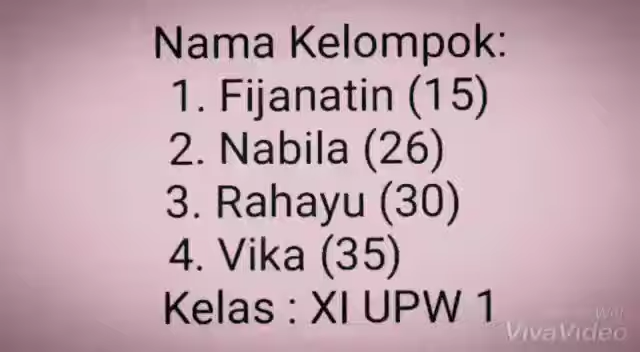 Nama Kelompok:
1. Fijanatin (15)
2. Nabila (26)
3. Rahayu (30)
4. Vika (35)
Kelas : XI UPW 1
VivaVideo